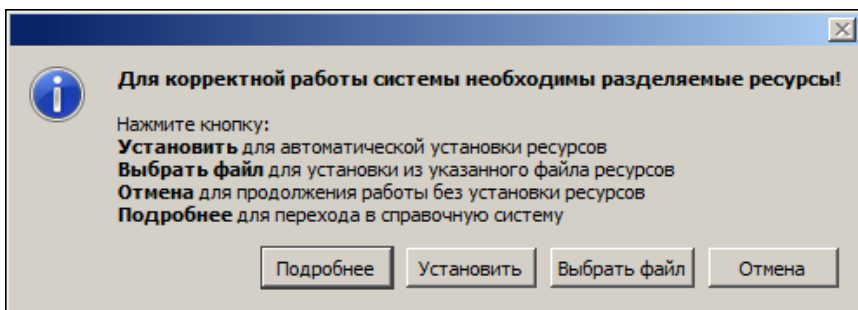 Для корректной работы системы необходимы разделяемые ресурсы!
Нажмите кнопку:
Установить для автоматической установки ресурсов
Выбрать файл для установки из указанного файла ресурсов
Отмена для продолжения работы без установки ресурсов
Подробнее для перехода в справочную систему
Подробнее Установить Выбрать файл Отмена